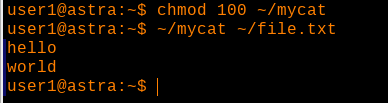 user1@astra:~$ chmod 100 ~/mycat
user1@astra:~$ ~/mycat ~/file.txt
hello
world
user1@astra:~$